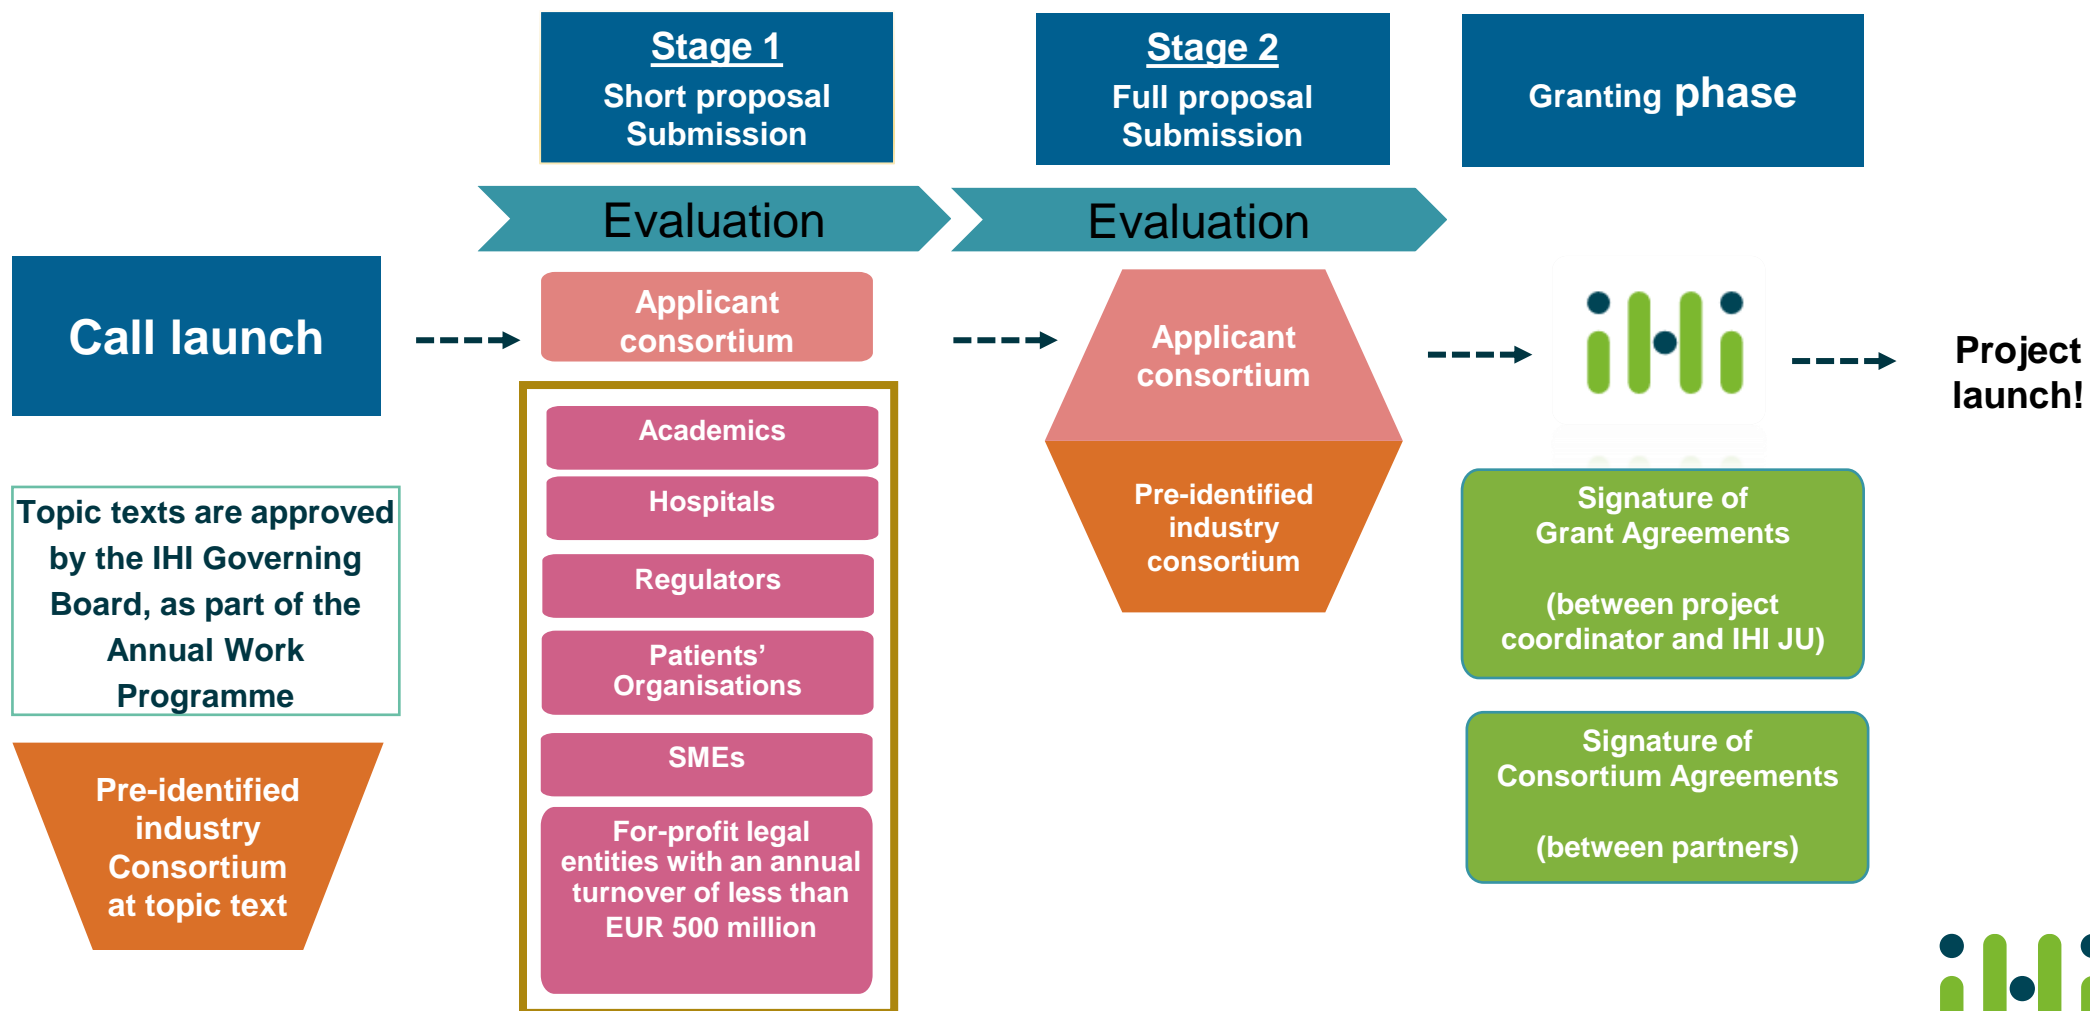 Stage 1
Short proposal
Submission
Stage 2
Full proposal
Submission
Granting phase
Evaluation
Evaluation
Call launch
Applicant
consortium
Applicant
consortium
iHi
Project
launch!
Topic texts are approved
by the IHI Governing
Board, as part of the
Annual Work
Programme
Pre-identified
industry
Consortium
at topic text
Academics
Hospitals
Regulators
Patients’
Organisations
SMEs
For-profit legal
entities with an annual
turnover of less than
EUR 500 million
Pre-identified
industry
consortium
Signature of
Grant Agreements
(between project
coordinator and IHI JU)
Signature of
Consortium Agreements
(between partners)
iHi